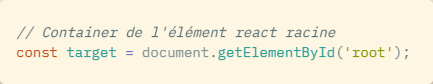 // Container de l'élément react racine
const target = document.getElementById('root');